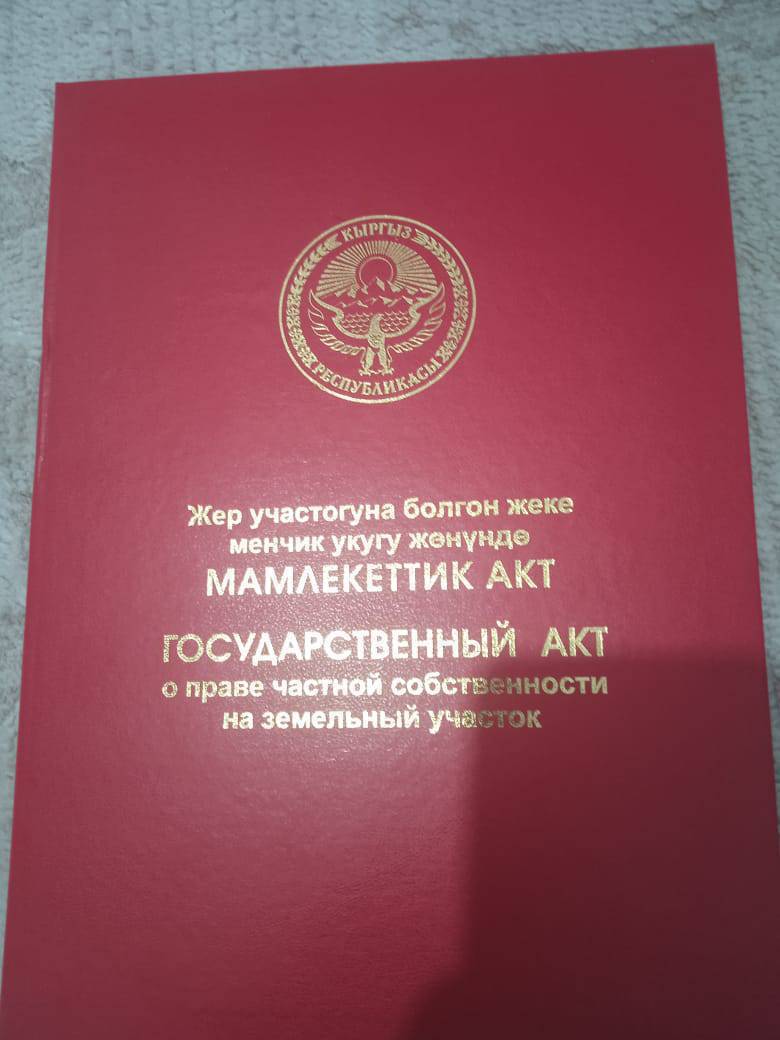 КЫРГЫЗ
РЕСПУБЛИКАСЫ
Жер участогуна болгон жеке
менчик укугу жөнүндө
МАМЛЕКЕТТИК АКТ
ГОСУДАРСТВЕННЫЙ АКТ
о праве частной собственности
на земельный участок